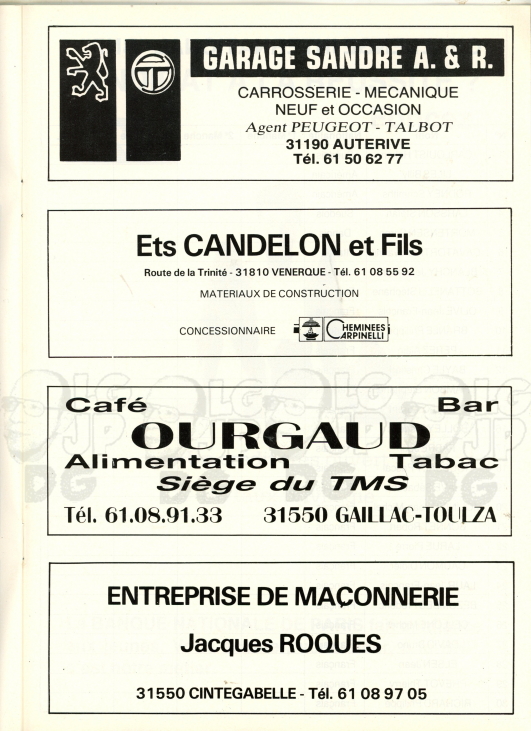 GARAGE SANDRE A. & R.
CARROSSERIE - MECANIQUE
NEUF et OCCASION
Agent PEUGEOT - TALBOT
31190 AUTERIVE
Tél. 61 50 62 77
Ets CANDELON et Fils
Route de la Trinité - 31810 VENERQUE - Tél. 61 08 55 92
MATERIAUX DE CONSTRUCTION
CONCESSIONNAIRE CHEMINEES CARPINELLI
Café Bar
OURGAUD
Alimentation Tabac
Siège du TMS
Tél. 61.08.91.33 31550 GAILLAC-TOULZA
ENTREPRISE DE MAÇONNERIE
Jacques ROQUES
31550 CINTEGABELLE - Tél. 61 08 97 05